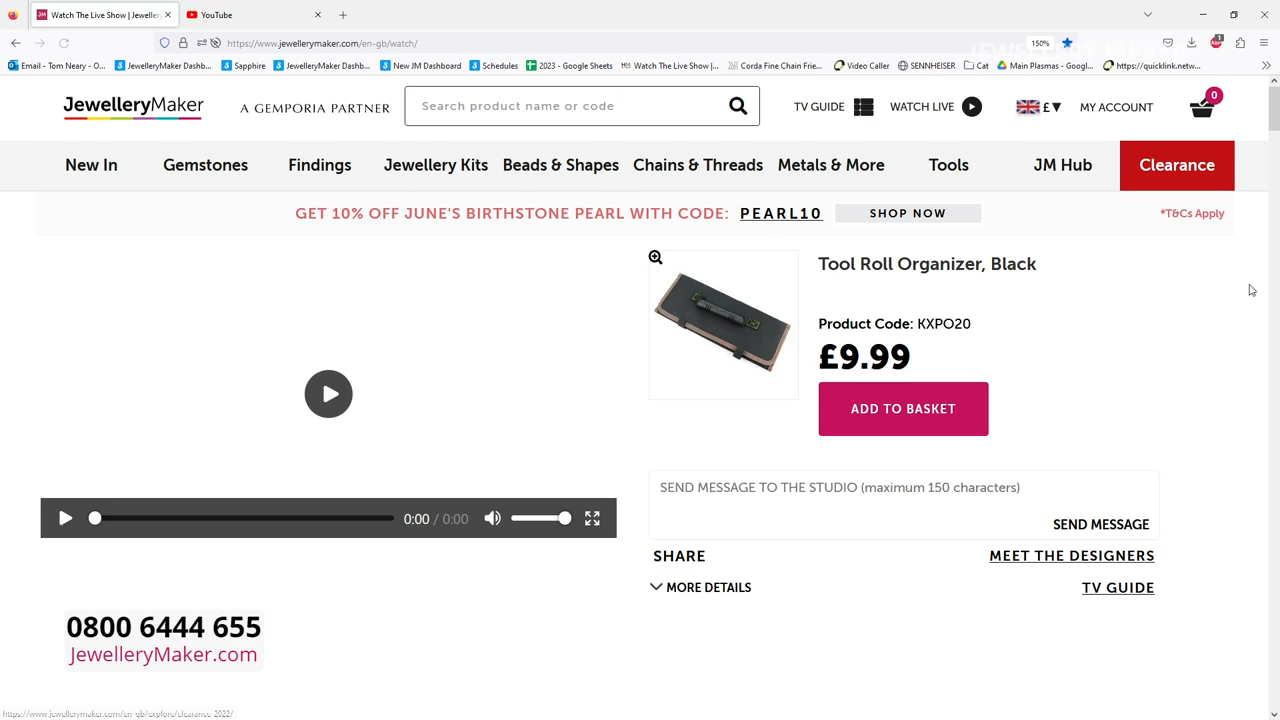 Watch The Live Show | Jewellery
YouTube
https://www.jewellerymaker.com/en-gb/watch/
150%
Email - Tom Neary - O...
JewelleryMaker Dashb...
Sapphire
JewelleryMaker Dashb...
New JM Dashboard
Schedules
2023 - Google Sheets
Watch The Live Show |...
Corda Fine Chain Frie...
Video Caller
SENNHEISER
Cat
Main Plasmas - Googl...
https://quicklink.netw...
JewelleryMaker
A GEMPORIA PARTNER
Search product name or code
TV GUIDE
WATCH LIVE
£▼
MY ACCOUNT
0
New In
Gemstones
Findings
Jewellery Kits
Beads & Shapes
Chains & Threads
Metals & More
Tools
JM Hub
Clearance
GET 10% OFF JUNE'S BIRTHSTONE PEARL WITH CODE: PEARL10
SHOP NOW
*T&Cs Apply
Tool Roll Organizer, Black
Product Code: KXPO20
£9.99
ADD TO BASKET
SEND MESSAGE TO THE STUDIO (maximum 150 characters)
SEND MESSAGE
0:00 / 0:00
SHARE
MEET THE DESIGNERS
MORE DETAILS
TV GUIDE
0800 6444 655
JewelleryMaker.com
https://www.jewellerymaker.com/en-gb/explore/clearance-2022/